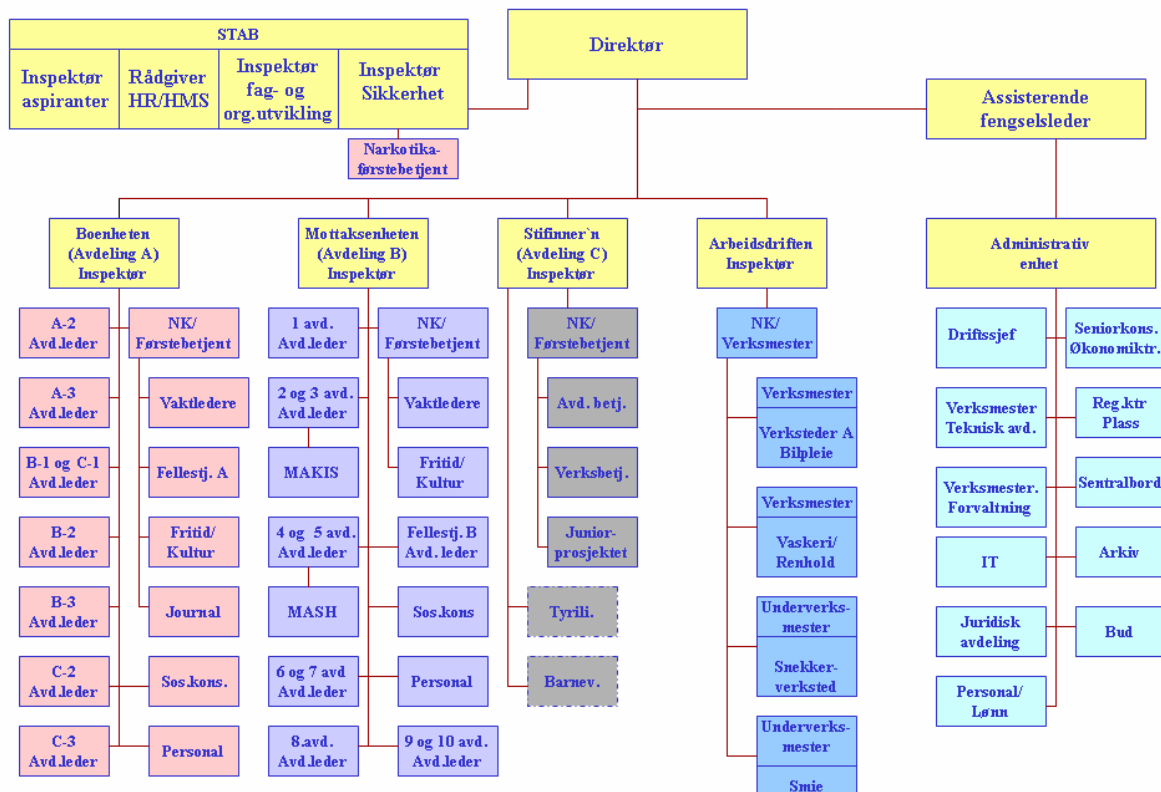 STAB
Inspektør
aspiranter
Rådgiver
HR/HMS
Inspektør
fag- og
org.utvikling
Inspektør
Sikkerhet
Direktør
Assisterende
fengselsleder
Narkotika-
førstebetjent
Boenheten
(Avdeling A)
Inspektør
Mottaksenheten
(Avdeling B)
Inspektør
Stifinner`n
(Avdeling C)
Inspektør
Arbeidsdriften
Inspektør
Administrativ
enhet
A-2
Avd.leder
NK/
Førstebetjent
A-3
Avd.leder
Vaktledere
B-1 og C-1
Avd.leder
Fellestj. A
B-2
Avd.leder
Fritid/
Kultur
B-3
Avd.leder
Journal
C-2
Avd.leder
Sos.kons.
C-3
Avd.leder
Personal
1 avd.
Avd.leder
NK/
Førstebetjent
2 og 3 avd.
Avd.leder
Vaktledere
MAKIS
Fritid/
Kultur
4 og 5 avd.
Avd.leder
Fellestj. B
Avd. leder
MASH
Sos.kons
6 og 7 avd
Avd.leder
Personal
8.avd.
Avd.leder
9 og 10 avd.
Avd.leder
NK/
Førstebetjent
Avd. betj.
Verksbetj.
Junior-
prosjektet
Tyrili.
Barnev.
NK/
Verksmester
Verksmester
Verksteder A
Bilpleie
Verksmester
Vaskeri/
Renhold
Underverks-
mester
Snekker-
verksted
Underverks-
mester
Smie
Driftssjef
Seniorkons.
Økonomiktr.
Verksmester
Teknisk avd.
Reg.ktr
Plass
Verksmester.
Forvaltning
Sentralbord
IT
Arkiv
Juridisk
avdeling
Bud
Personal/
Lønn